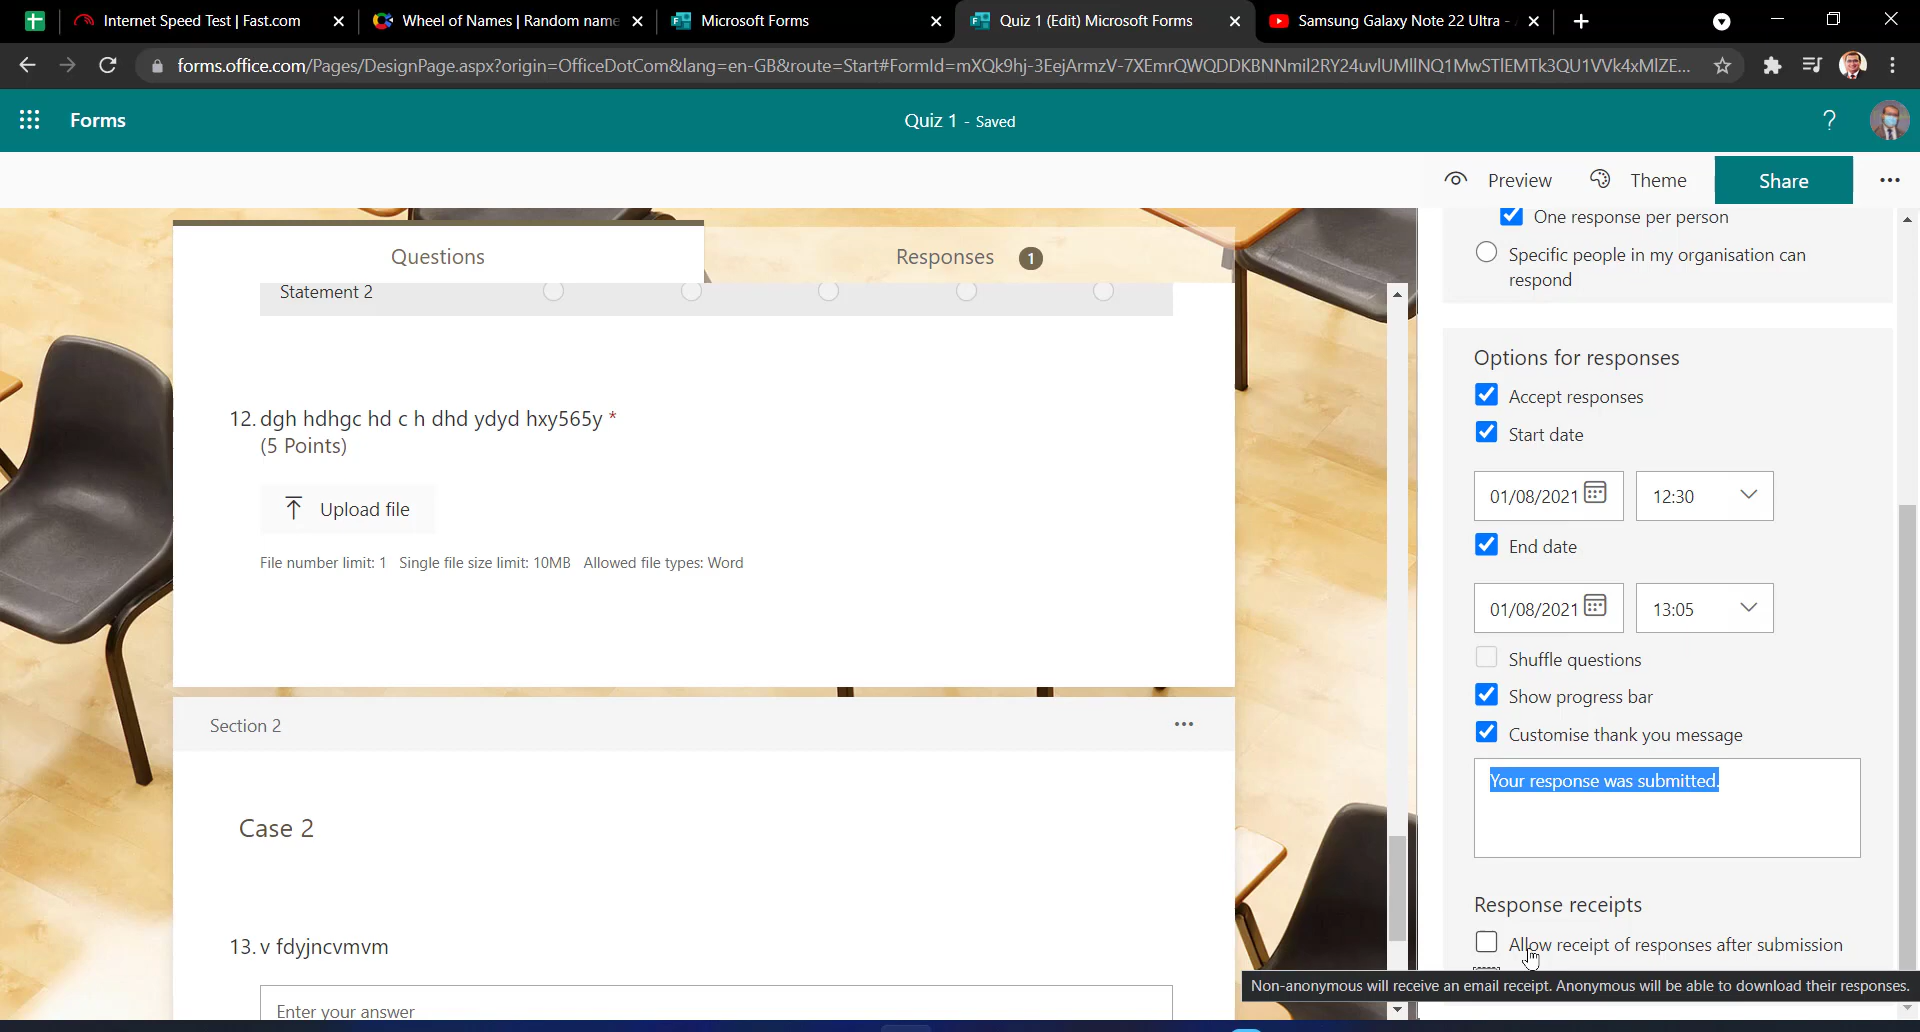 Internet Speed Test | Fast.com
Wheel of Names | Random name
Microsoft Forms
Quiz 1 (Edit) Microsoft Forms
Samsung Galaxy Note 22 Ultra -
forms.office.com/Pages/DesignPage.aspx?origin=OfficeDotCom&lang=en-GB&route=Start#FormId=mXQk9hj-3EejArmzV-7XEmrQWQDDKBNNmil2RY24uvlUMllNQ1MwSTlEMTk3QU1VVk4xMlZE...
Forms
Quiz 1 - Saved
?
Preview
Theme
Share
Questions
Responses 1
Statement 2
12. dgh hdhgc hd c h dhd ydyd hxy565y *
(5 Points)
Upload file
File number limit: 1 Single file size limit: 10MB Allowed file types: Word
Section 2
Case 2
13. v fdyjncvmvm
Enter your answer
One response per person
Specific people in my organisation can
respond
Options for responses
Accept responses
Start date
01/08/2021
12:30
End date
01/08/2021
13:05
Shuffle questions
Show progress bar
Customise thank you message
Your response was submitted.
Response receipts
Allow receipt of responses after submission
Non-anonymous will receive an email receipt. Anonymous will be able to download their responses.